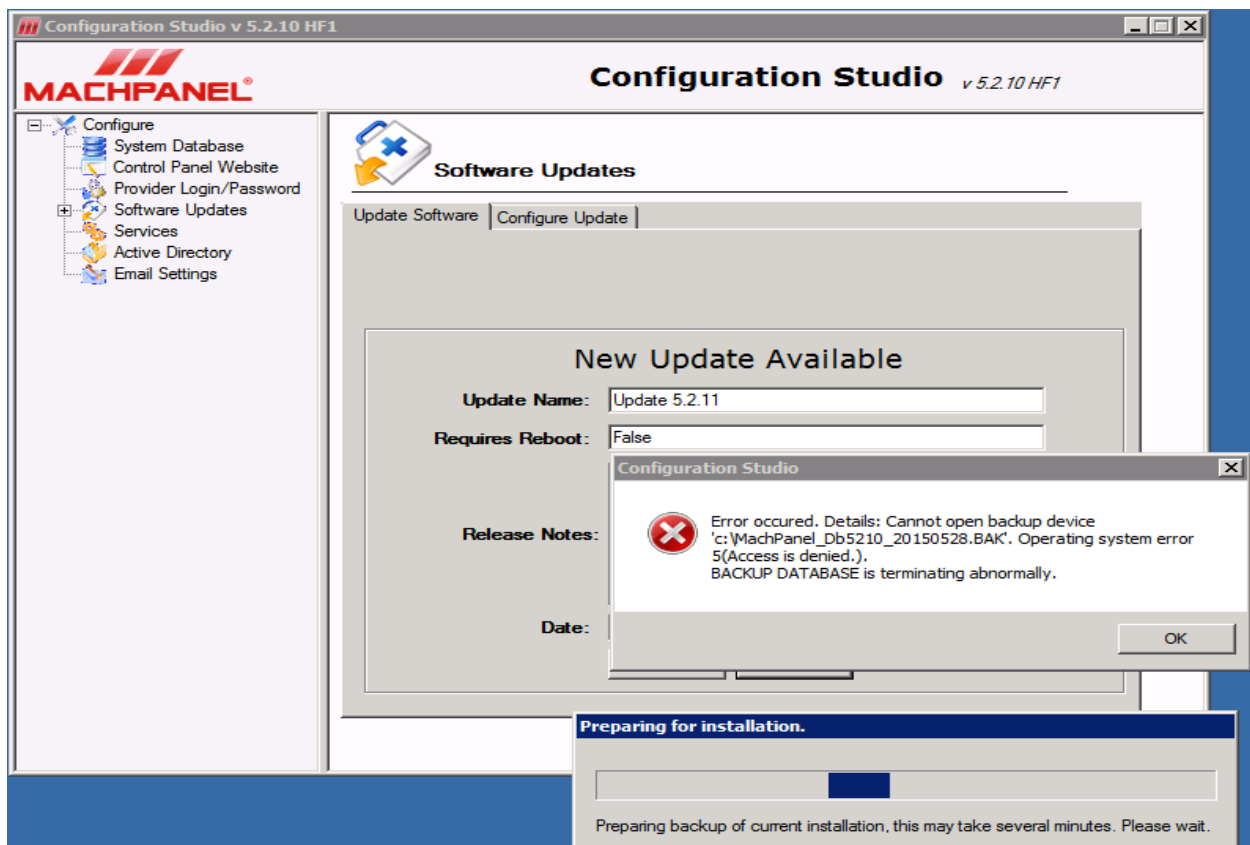 Configuration Studio v 5.2.10 HF1
MACHPANEL®
Configuration Studio v 5.2.10 HF1
Configure
System Database
Control Panel Website
Provider Login/Password
Software Updates
Services
Active Directory
Email Settings
Software Updates
Update Software
Configure Update
New Update Available
Update Name: Update 5.2.11
Requires Reboot: False
Release Notes:
Date:
Configuration Studio
Error occured. Details: Cannot open backup device
'c:\MachPanel_Db5210_20150528.BAK'. Operating system error
5(Access is denied.).
BACKUP DATABASE is terminating abnormally.
OK
Preparing for installation.
Preparing backup of current installation, this may take several minutes. Please wait.